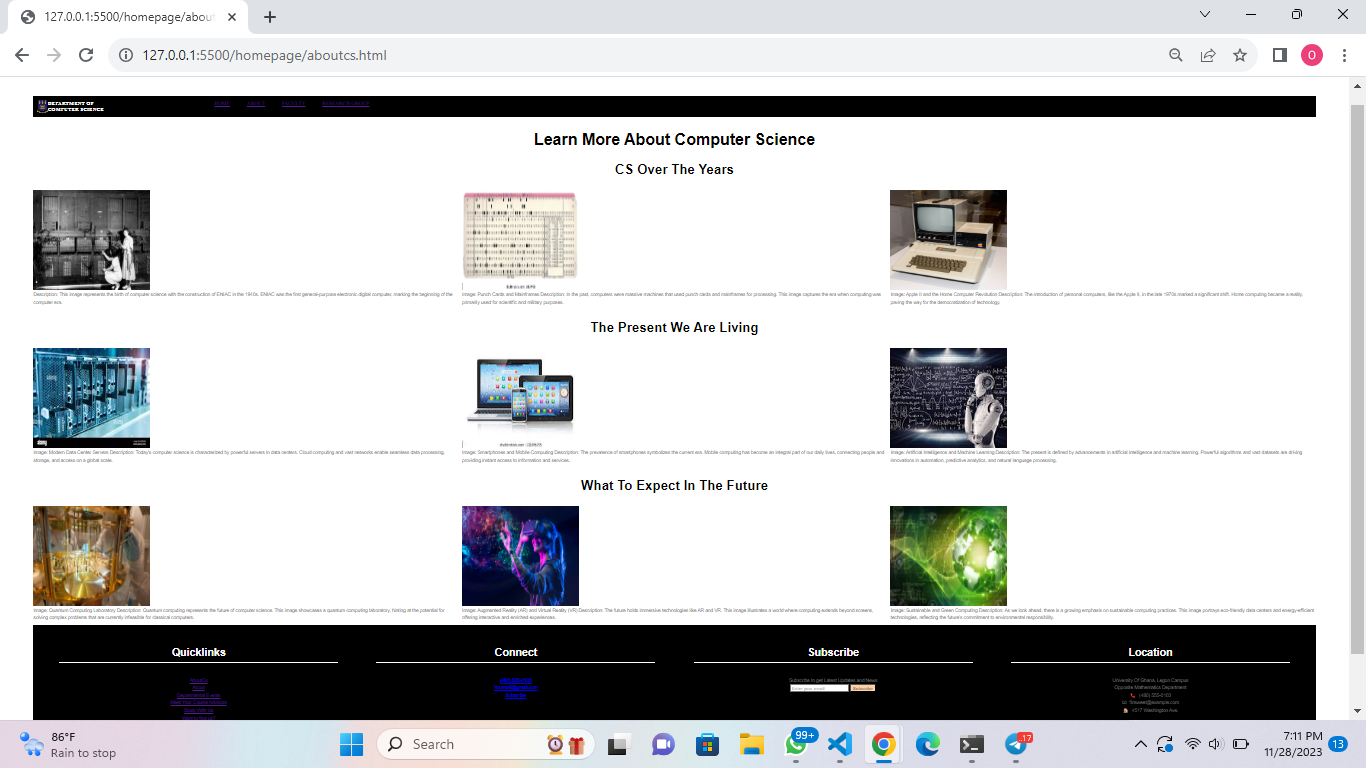 127.0.0.1:5500/homepage/about
127.0.0.1:5500/homepage/aboutcs.html
O
DEPARTMENT OF
COMPUTER SCIENCE
HOME
ABOUT
FACULTY
RESEARCH GROUP
Learn More About Computer Science
CS Over The Years
Description: This image represents the birth of computer science with the construction of ENIAC in the 1940s. ENIAC was the first general-purpose electronic digital computer, marking the beginning of the
computer era.
Image: Punch Cards and Mainframes Description: In the past, computers were massive machines that used punch cards and mainframes for processing. This image captures the era when computing was
primarily used for scientific and military purposes.
Image: Apple II and the Home Computer Revolution Description: The introduction of personal computers, like the Apple II, in the late 1970s marked a significant shift. Home computing became a reality,
paving the way for the democratization of technology.
The Present We Are Living
Image: Modern Data Center Servers Description: Today's computer science is characterized by powerful servers in data centers. Cloud computing and vast networks enable seamless data processing,
storage, and access on a global scale.
Image: Smartphones and Mobile Computing Description: The prevalence of smartphones symbolizes the current era. Mobile computing has become an integral part of our daily lives, connecting people and
providing instant access to information and services.
Image: Artificial Intelligence and Machine Learning Description: The present is defined by advancements in artificial intelligence and machine learning. Powerful algorithms and vast datasets are driving
innovations in automation, predictive analytics, and natural language processing.
What To Expect In The Future
Image: Quantum Computing Laboratory Description: Quantum computing represents the future of computer science. This image showcases a quantum computing laboratory, hinting at the potential for
solving complex problems that are currently infeasible for classical computers.
Image: Augmented Reality (AR) and Virtual Reality (VR) Description: The future holds immersive technologies like AR and VR. This image illustrates a world where computing extends beyond screens,
offering interactive and enriched experiences.
Image: Sustainable and Green Computing Description: As we look ahead, there is a growing emphasis on sustainable computing practices. This image portrays eco-friendly data centers and energy-efficient
technologies, reflecting the future's commitment to environmental responsibility.
Quicklinks
About
Departmental Events
Meet Your Course Advisors
Study With Us
Connect
Subscribe
Subscribe to get Latest Updates and News
Enter your email
Subscribe
Location
University Of Ghana, Legon Campus
Opposite Mathematics Department
4517 Washington Ave.
86°F
Rain to stop
Search
99+
17
7:11 PM
11/28/2023
13